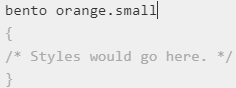 bento orange.small
{
/* Styles would go here. */
}